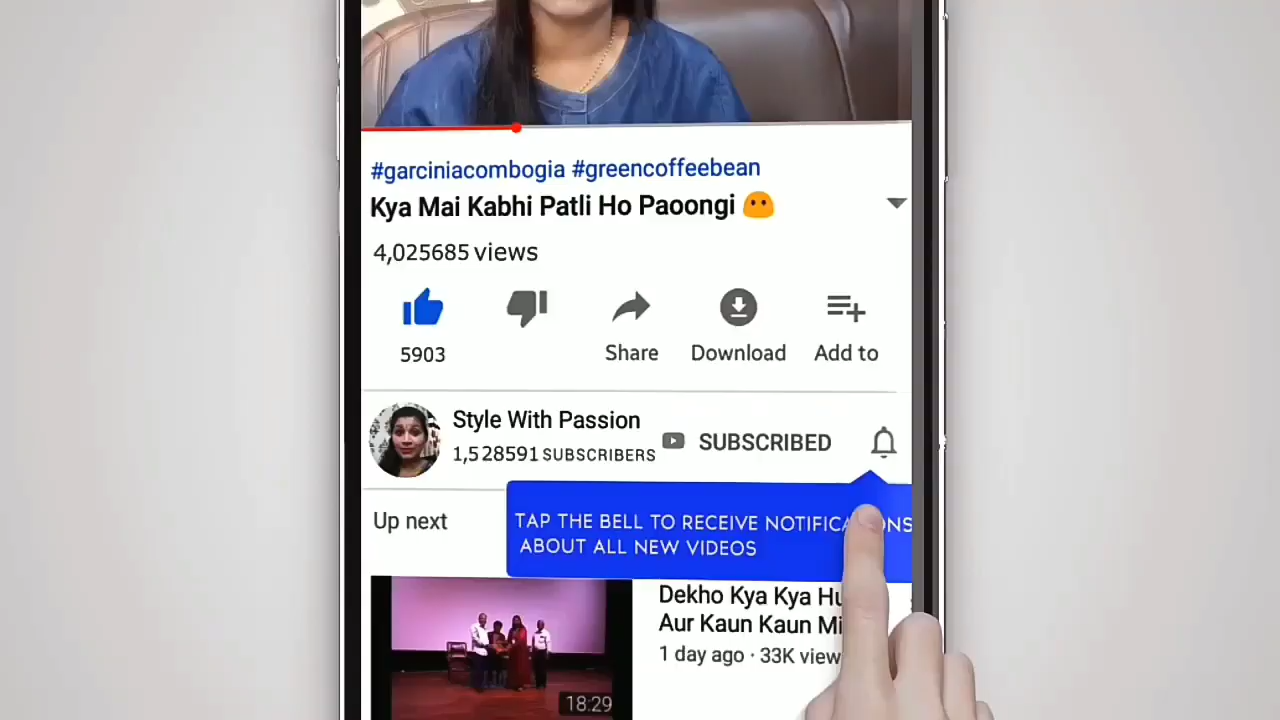 #garciniacombogia #greencoffeebean
Kya Mai Kabhi Patli Ho Paoongi
4,025685 views
5903
Share
Download
Add to
Style With Passion
1,528591 SUBSCRIBERS
SUBSCRIBED
TAP THE BELL TO RECEIVE
ABOUT ALL NEW VIDEOS
Up next
Dekho Kya Kya
Aur Kaun Kaun
1 day ago · 33K
18:29